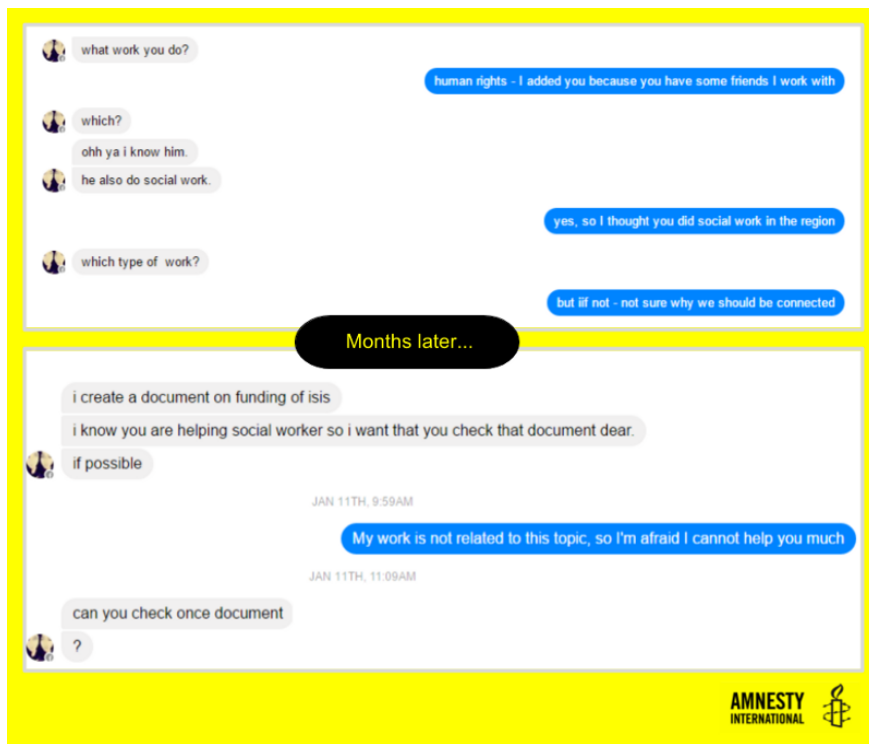 what work you do?
human rights - I added you because you have some friends I work with
which?
ohh ya i know him.
he also do social work.
yes, so I thought you did social work in the region
which type of work?
but iif not - not sure why we should be connected
Months later...
i create a document on funding of isis
i know you are helping social worker so i want that you check that document dear.
if possible
JAN 11TH, 9:59AM
My work is not related to this topic, so I'm afraid I cannot help you much
JAN 11TH, 11:09AM
can you check once document
?
AMNESTY
INTERNATIONAL